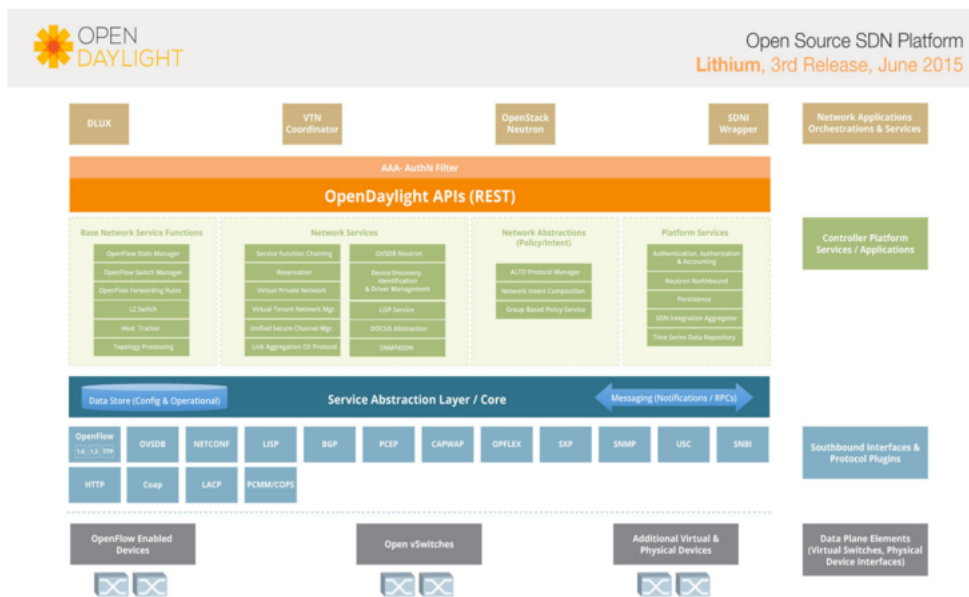 OPEN
DAYLIGHT
Open Source SDN Platform
Lithium, 3rd Release, June 2015
DLUX
VTN
Coordinator
OpenStack
Neutron
SDNI
Wrapper
Network Applications
Orchestrations & Services
AAA- AuthN Filter
OpenDaylight APIs (REST)
Base Network Service Functions
OpenFlow Stats Manager
OpenFlow Switch Manager
OpenFlow Forwarding Rules
L2 Switch
Host Tracker
Topology Processing
Network Services
Service Function Chaining
Reservation
Virtual Private Network
Virtual Tenant Network Mgr.
Unified Secure Channel Mgr.
Link Aggregation Ctl Protocol
OVSDB Neutron
Device Discovery,
Identification
& Driver Management
LISP Service
DOCSIS Abstraction
SNMP4SDN
Network Abstractions
(Policy/Intent)
ALTO Protocol Manager
Network Intent Composition
Group Based Policy Service
Platform Services
Authentication, Authorization
& Accounting
Neutron Northbound
Persistence
SDN Integration Aggregator
Time Series Data Repository
Controller Platform
Services / Applications
Data Store (Config & Operational)
Service Abstraction Layer / Core
Messaging (Notifications / RPCs)
OpenFlow
1.0 1.3 TTP
OVSDB
NETCONF
LISP
BGP
PCEP
CAPWAP
OPFLEX
SXP
SNMP
USC
SNBI
HTTP
Coap
LACP
PCMM/COPS
Southbound Interfaces &
Protocol Plugins
OpenFlow Enabled
Devices
Open vSwitches
Additional Virtual &
Physical Devices
Data Plane Elements
(Virtual Switches, Physical
Device Interfaces)